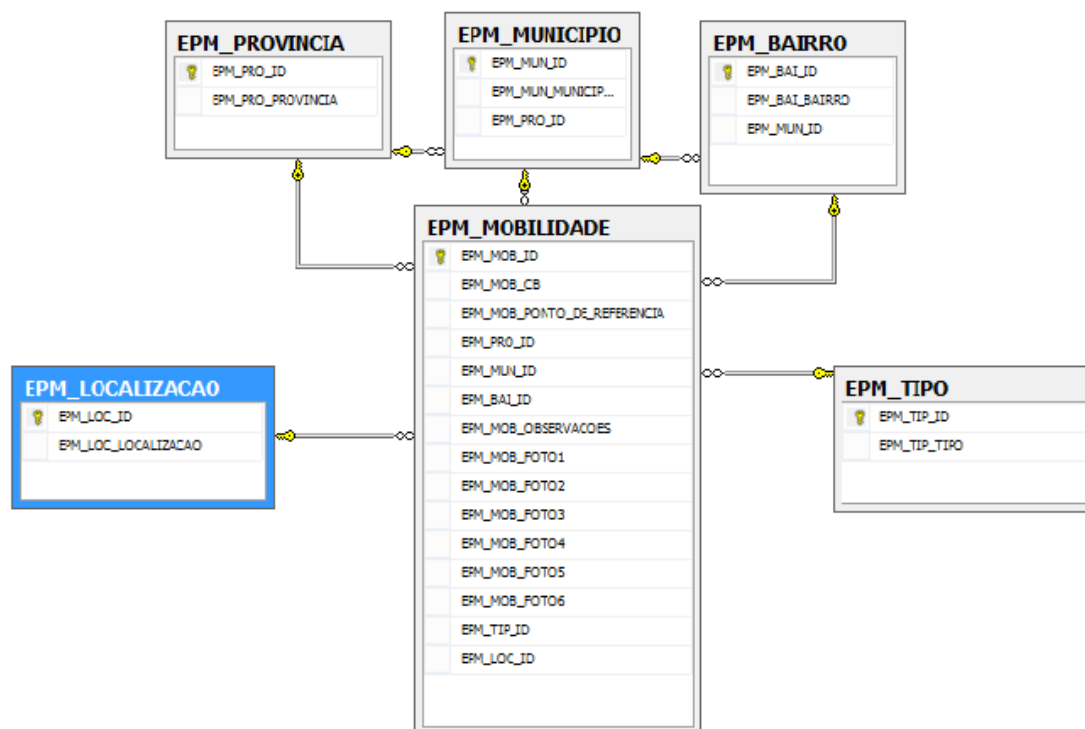 EPM_PROVINCIA
EPM_PRO_ID
EPM_PRO_PROVINCIA
EPM_MUNICIPIO
EPM_MUN_ID
EPM_MUN_MUNICIP...
EPM_PRO_ID
EPM_BAIRRO
EPM_BAI_ID
EPM_BAI_BAIRRO
EPM_MUN_ID
EPM_MOBILIDADE
EPM_MOB_ID
EPM_MOB_CB
EPM_MOB_PONTO_DE_REFERENCIA
EPM_PRO_ID
EPM_MUN_ID
EPM_BAI_ID
EPM_MOB_OBSERVACOES
EPM_MOB_FOTO1
EPM_MOB_FOTO2
EPM_MOB_FOTO3
EPM_MOB_FOTO4
EPM_MOB_FOTO5
EPM_MOB_FOTO6
EPM_TIP_ID
EPM_LOC_ID
EPM_LOCALIZACAO
EPM_LOC_ID
EPM_LOC_LOCALIZACAO
EPM_TIPO
EPM_TIP_ID
EPM_TIP_TIPO